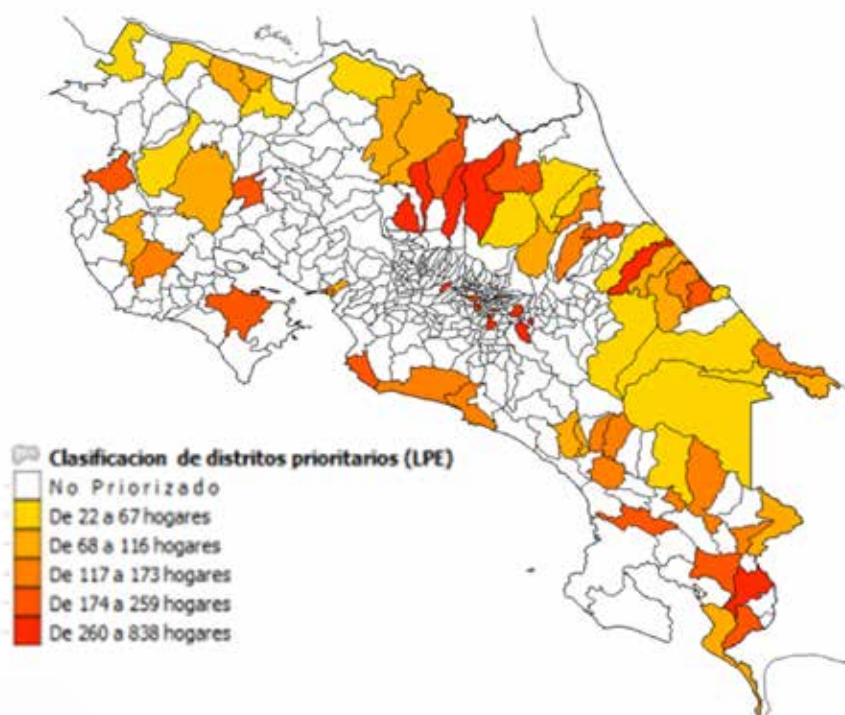 Clasificacion de distritos prioritarios (LPE)
No Priorizado
De 22 a 67 hogares
De 68 a 116 hogares
De 117 a 173 hogares
De 174 a 259 hogares
De 260 a 838 hogares